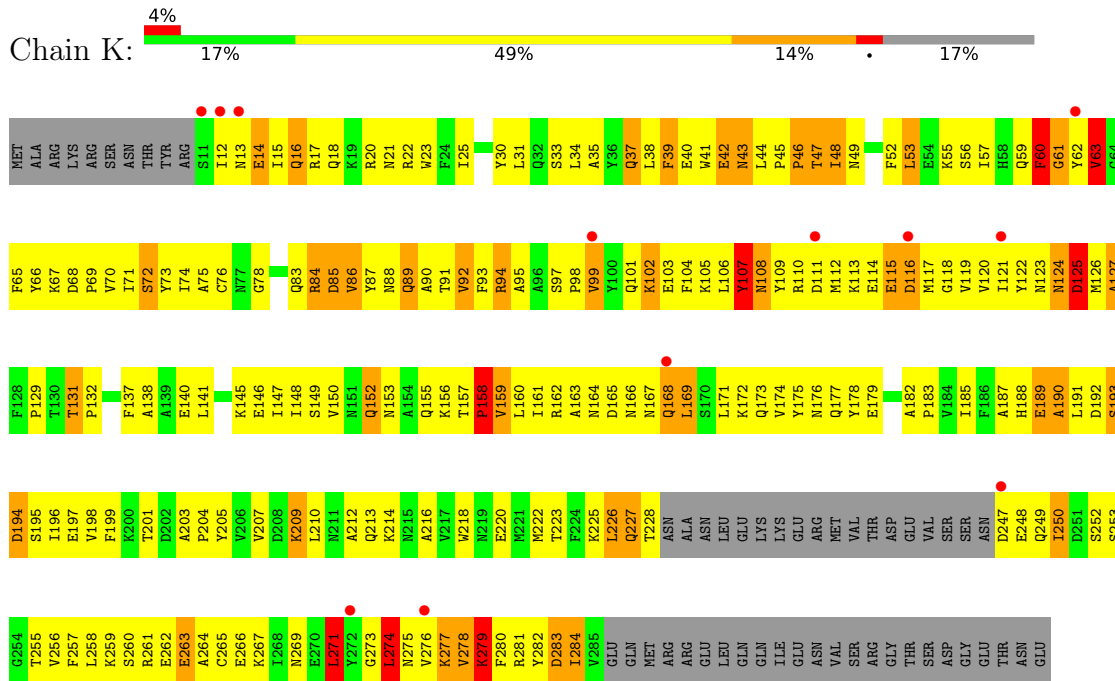 4%
Chain K:
17% 49% 14% • 17%
MET ALA ARG LYS ARG SER ASN THR TYR ARG S11 I12 N13 E14 I15 Q16 R17 Q18 K19 R20 N21 R22 W23 F24 I25 Y30 L31 Q32 S33 L34 A35 Y36 Q37 L38 F39 E40 W41 E42 N43 L44 P45 P46 T47 I48 N49 F52 L53 E54 K55 S56 I57 H58 Q59 F60 G61 Y62 V63 G64
F65 Y66 K67 D68 P69 V70 I71 S72 Y73 I74 A75 C76 N77 G78 Q83 R84 D85 V86 Y87 N88 Q89 A90 T91 V92 F93 R94 A95 A96 S97 P98 V99 Y100 Q101 K102 E103 F104 K105 L106 Y107 N108 Y109 R110 D111 M112 K113 E114 E115 D116 M117 G118 V119 V120 I121 Y122 N123 N124 D125 M126 A127
F128 P129 T130 T131 P132 F137 A138 A139 E140 L141 K145 E146 I147 I148 S149 V150 N151 Q152 N153 A154 Q155 K156 T157 P158 V159 L160 I161 R162 A163 N164 D165 N166 N167 Q168 L169 S170 L171 K172 Q173 V174 Y175 N176 Q177 Y178 E179 A182 P183 V184 I185 F186 A187 H188 E189 A190 L191 D192 S193
D194 S195 I196 E197 V198 F199 K200 T201 D202 A203 P204 Y205 V206 V207 D208 K209 L210 N211 A212 Q213 K214 N215 A216 V217 W218 N219 E220 M221 M222 T223 F224 K225 L226 Q227 T228 ASN ALA ASN LEU GLU LYS LYS GLU ARG MET VAL THR ASP GLU VAL SER SER ASN D247 E248 Q249 I250 D251 S252 S253
G254 T255 V256 F257 L258 K259 S260 R261 E262 E263 A264 C265 E266 K267 I268 N269 E270 L271 Y272 G273 L274 N275 V276 K277 V278 K279 F280 R281 Y282 D283 I284 V285 GLU GLN MET ARG ARG GLU LEU GLN GLN ILE GLU ASN VAL SER ARG GLY THR SER ASP GLY GLU THR ASN GLU